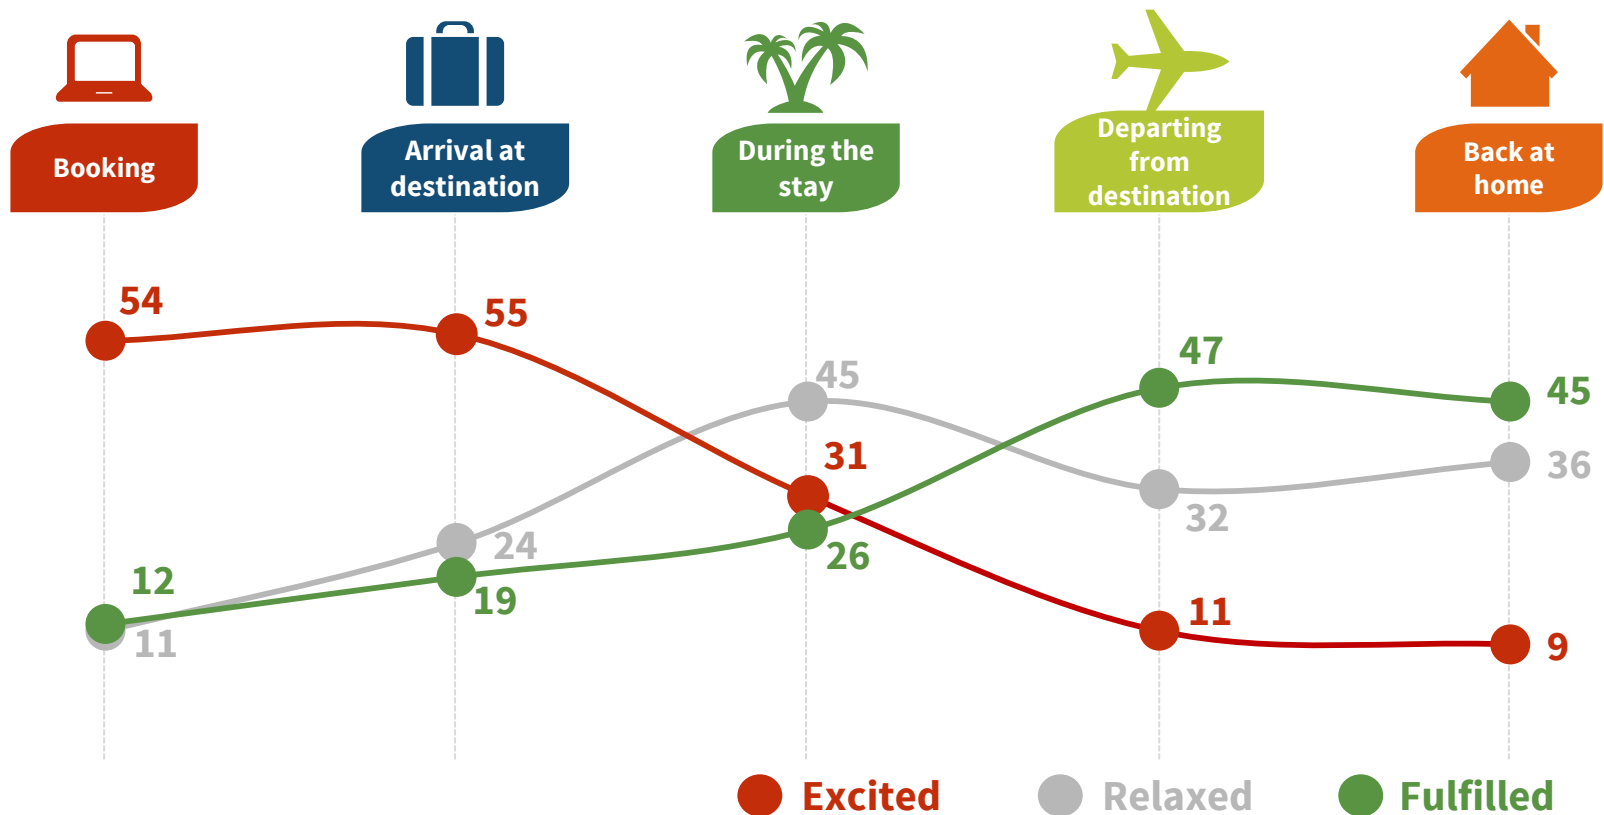 Booking
Arrival at
destination
During the
stay
Departing
from
destination
Back at
home
54
55
45
31
47
45
36
32
24
26
12
19
11
11
9
Excited
Relaxed
Fulfilled